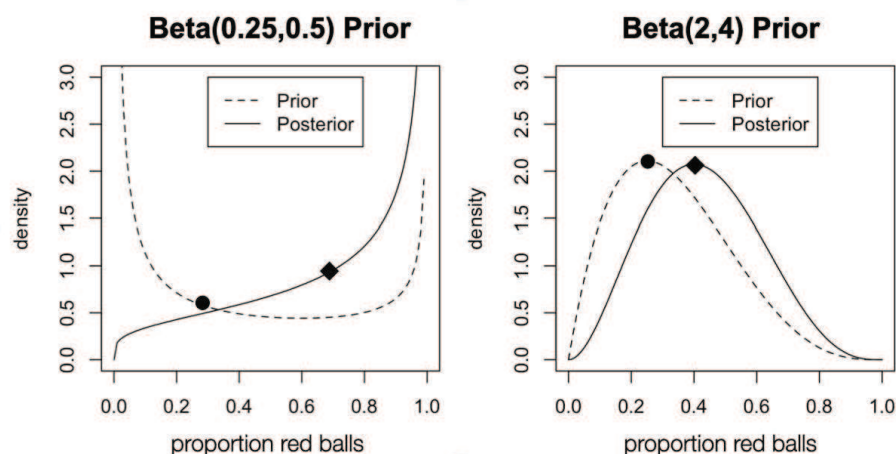 Beta(0.25,0.5) Prior
3.0
2.5
2.0
1.5
1.0
0.5
0.0
density
Prior
Posterior
0.0 0.2 0.4 0.6 0.8 1.0
proportion red balls
Beta(2,4) Prior
3.0
2.5
2.0
1.5
1.0
0.5
0.0
density
Prior
Posterior
0.0 0.2 0.4 0.6 0.8 1.0
proportion red balls